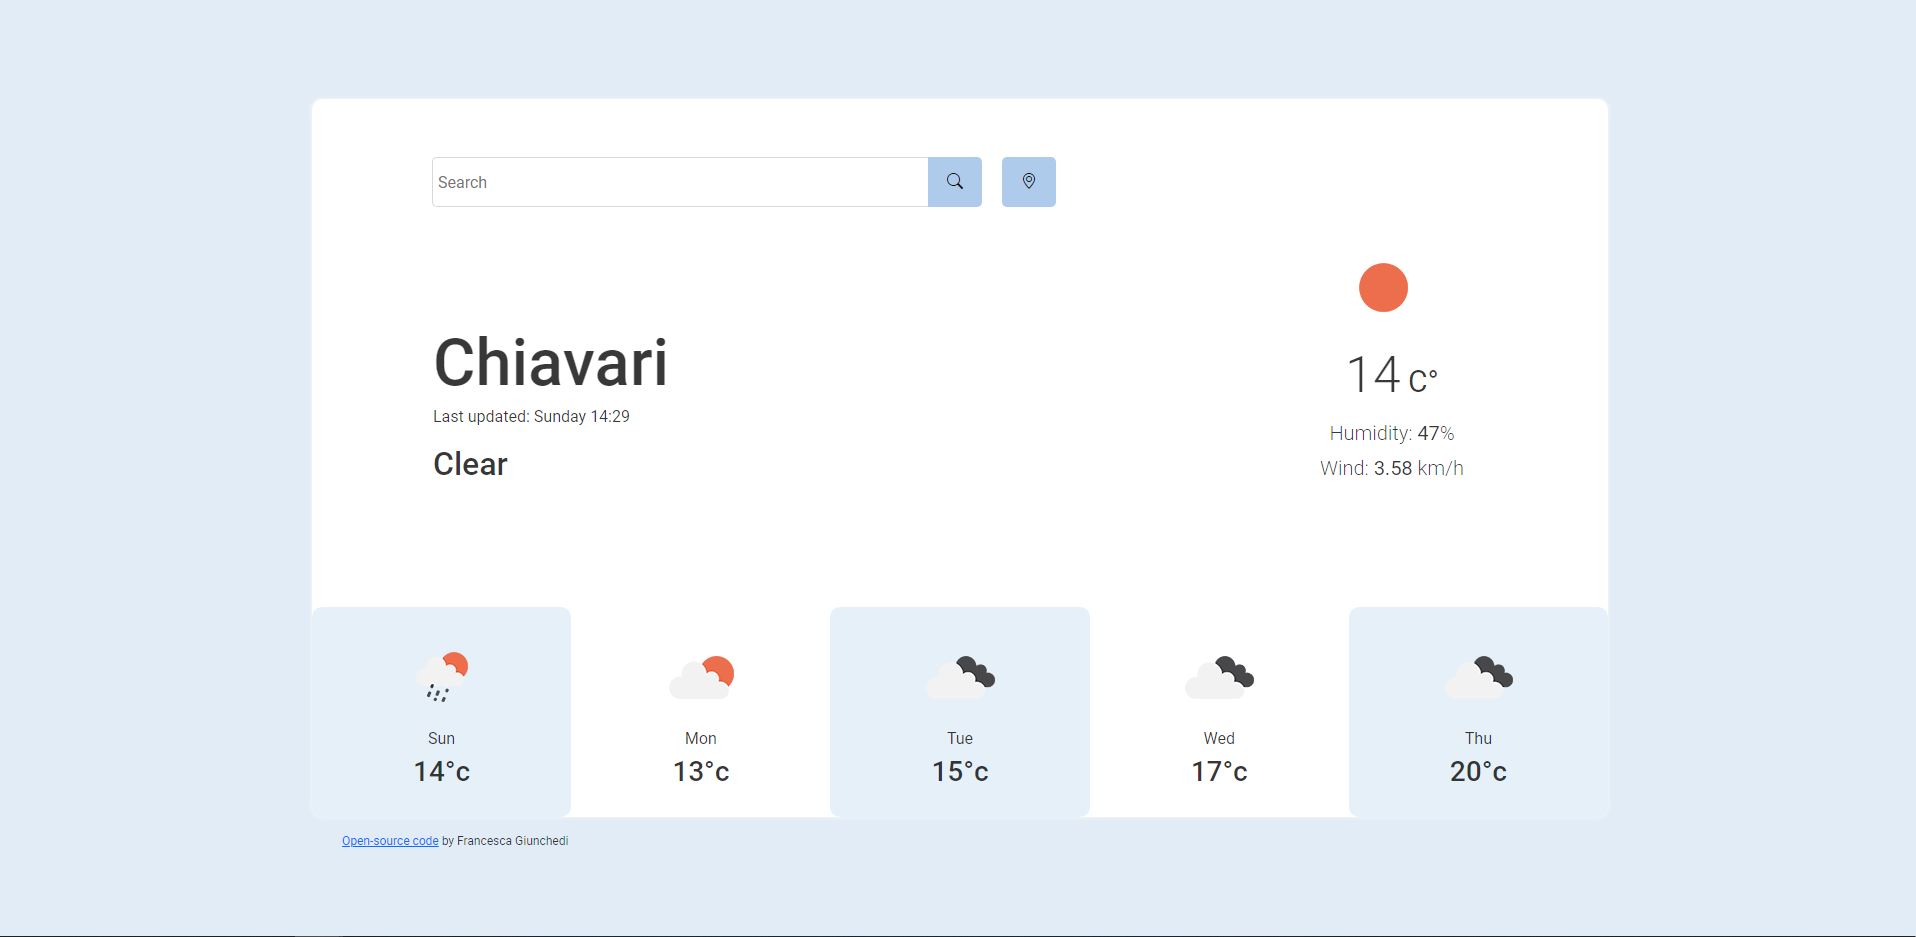 Search
Chiavari
Last updated: Sunday 14:29
Clear
14 C°
Humidity: 47%
Wind: 3.58 km/h
Sun
14°c
Mon
13°c
Tue
15°c
Wed
17°c
Thu
20°c
Open-source code by Francesca Giunchedi